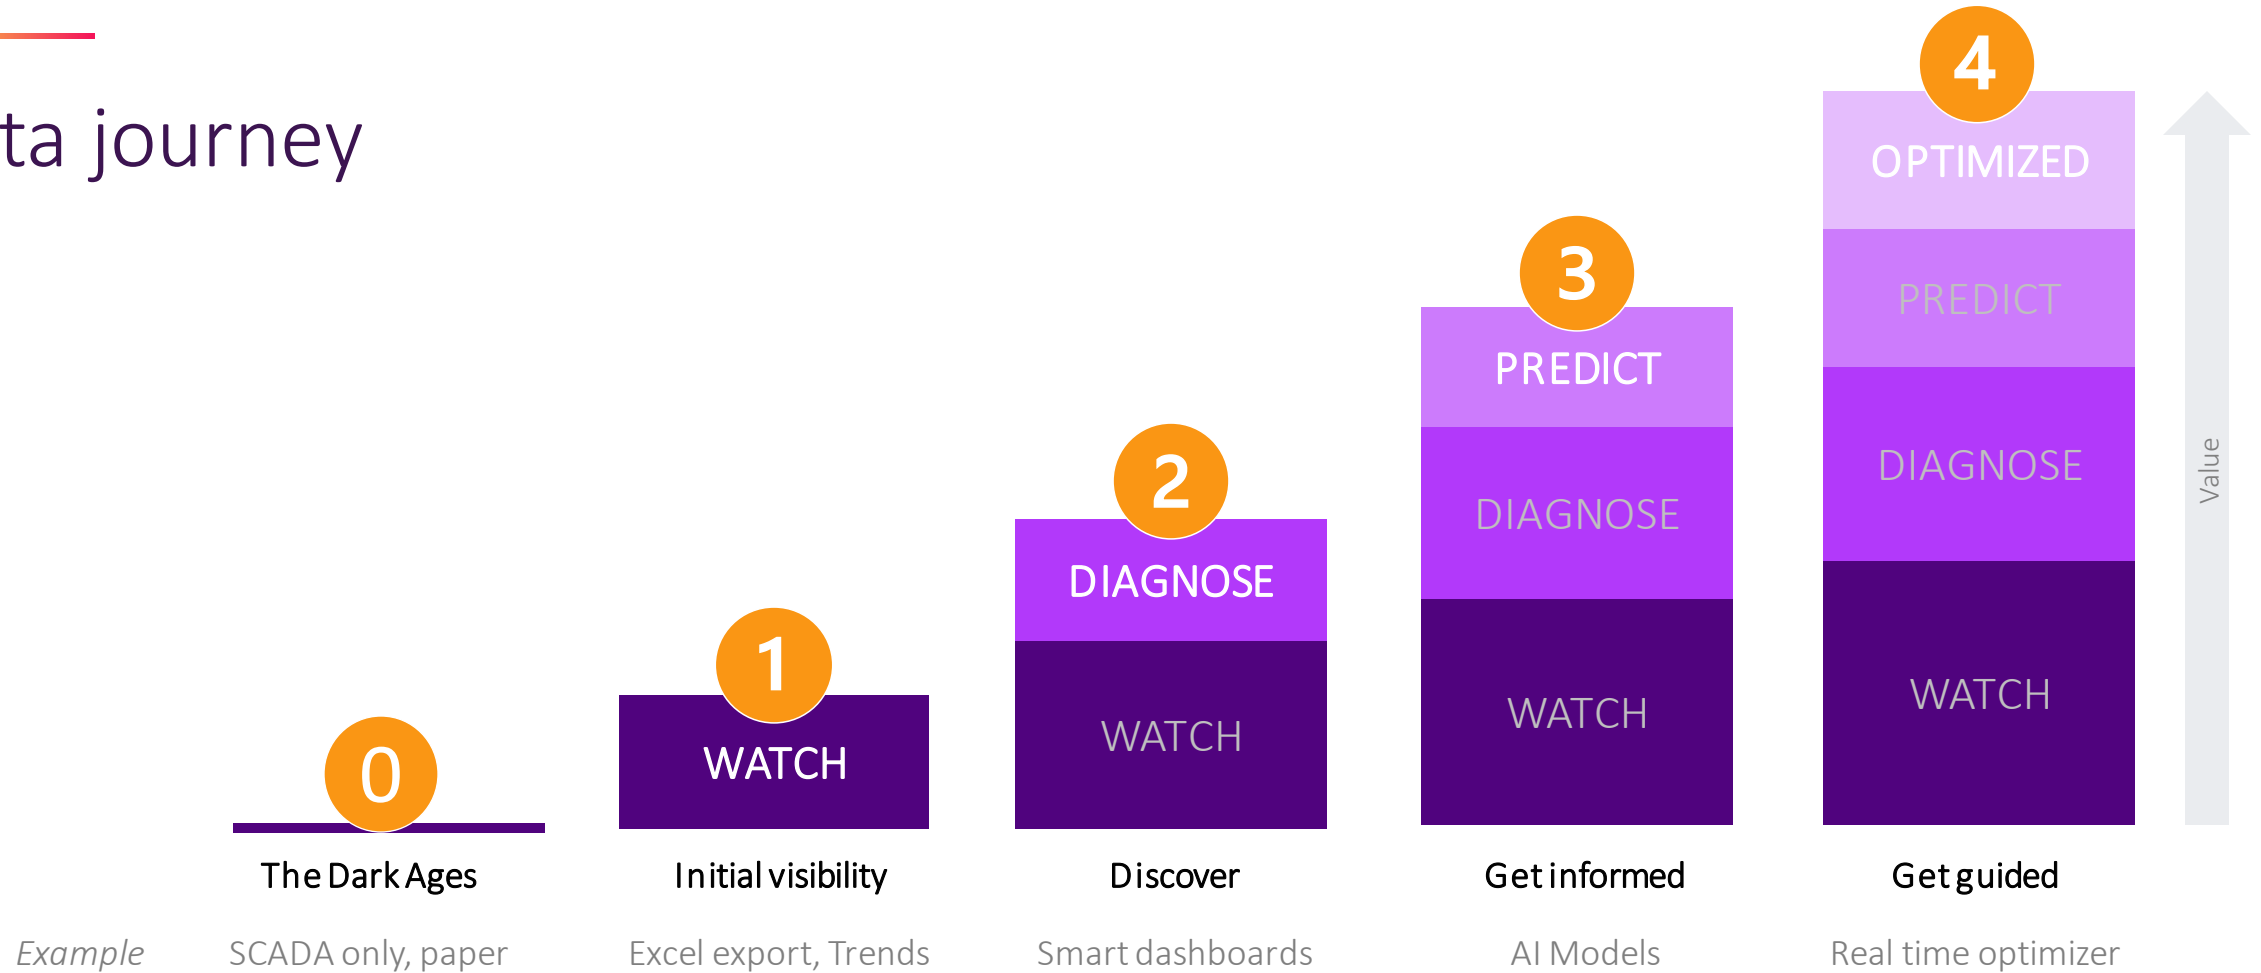 ta journey
4
OPTIMIZED
3
PREDICT
PREDICT
2
DIAGNOSE
DIAGNOSE
DIAGNOSE
Value
1
WATCH
WATCH
WATCH
WATCH
0
The Dark Ages
Initial visibility
Discover
Get informed
Get guided
Example
SCADA only, paper
Excel export, Trends
Smart dashboards
AI Models
Real time optimizer